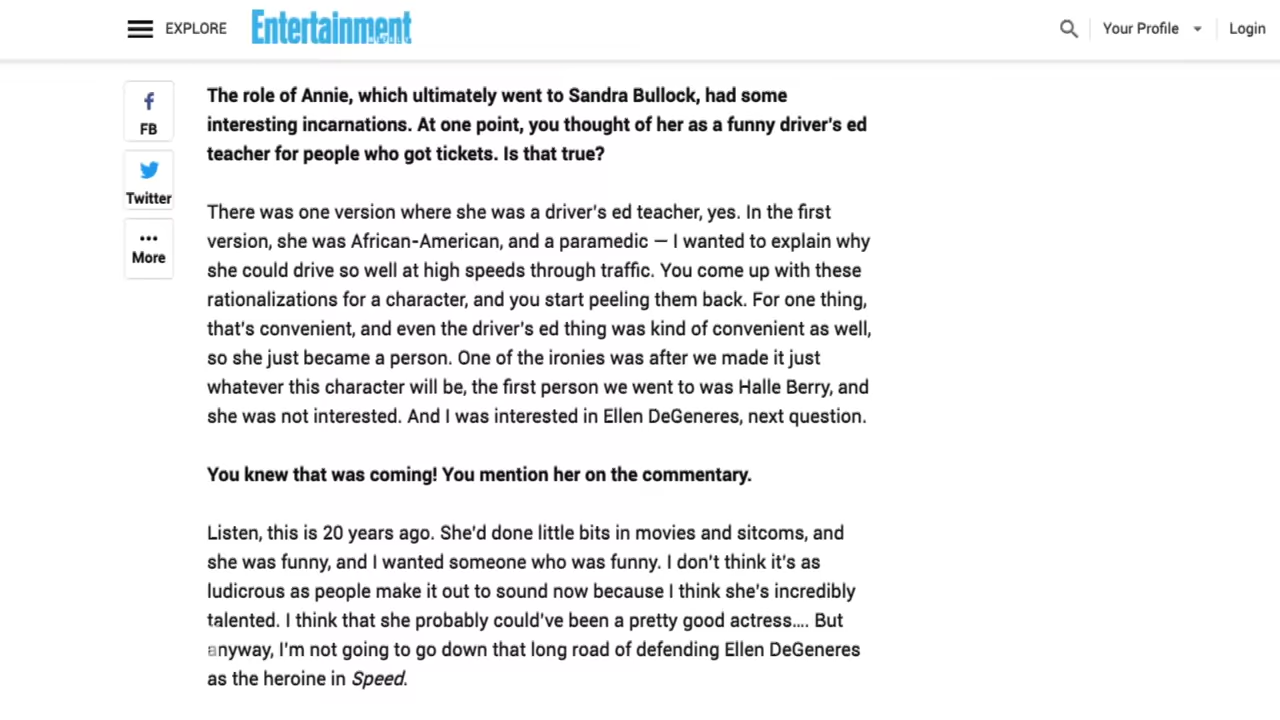 EXPLORE
Entertainment
Your Profile
Login
FB
Twitter
More
The role of Annie, which ultimately went to Sandra Bullock, had some
interesting incarnations. At one point, you thought of her as a funny driver's ed
teacher for people who got tickets. Is that true?
There was one version where she was a driver's ed teacher, yes. In the first
version, she was African-American, and a paramedic — I wanted to explain why
she could drive so well at high speeds through traffic. You come up with these
rationalizations for a character, and you start peeling them back. For one thing,
that's convenient, and even the driver's ed thing was kind of convenient as well,
so she just became a person. One of the ironies was after we made it just
whatever this character will be, the first person we went to was Halle Berry, and
she was not interested. And I was interested in Ellen DeGeneres, next question.
You knew that was coming! You mention her on the commentary.
Listen, this is 20 years ago. She'd done little bits in movies and sitcoms, and
she was funny, and I wanted someone who was funny. I don't think it's as
ludicrous as people make it out to sound now because I think she's incredibly
talented. I think that she probably could've been a pretty good actress.... But
anyway, I'm not going to go down that long road of defending Ellen DeGeneres
as the heroine in Speed.